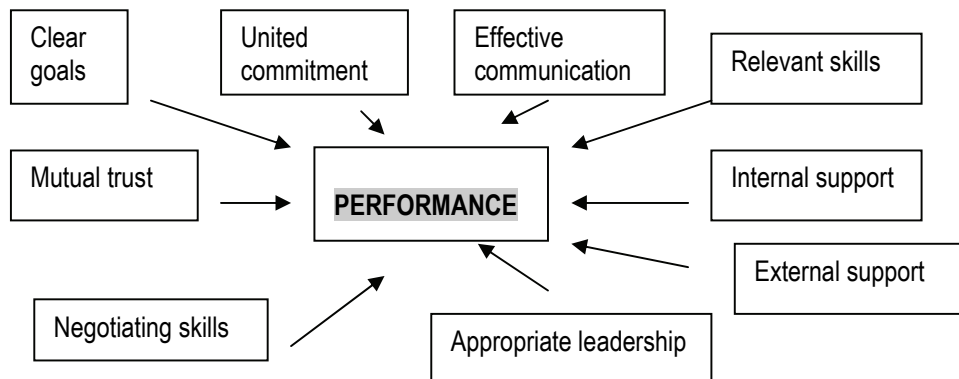 Clear
goals
United
commitment
Effective
communication
Relevant skills
Mutual trust
PERFORMANCE
Internal support
External support
Negotiating skills
Appropriate leadership